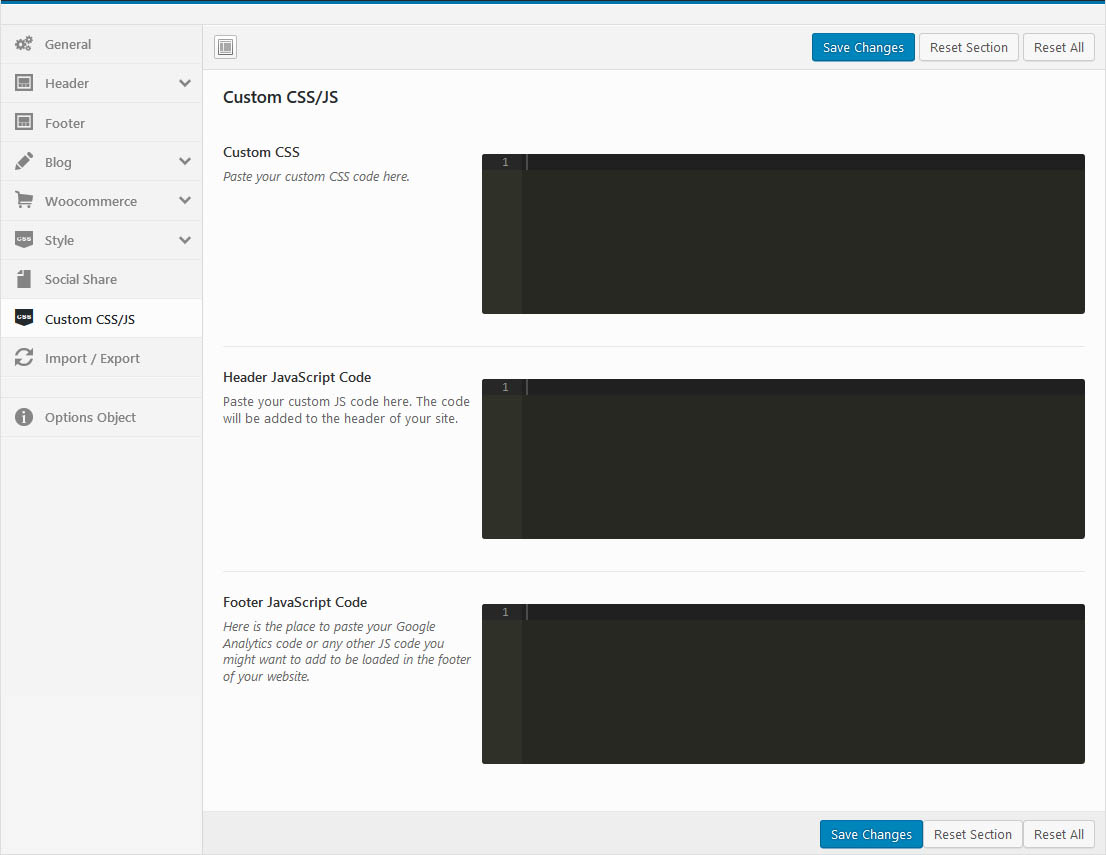 General
Header
Footer
Blog
Woocommerce
css Style
Social Share
css Custom CSS/JS
Import / Export
Options Object
Save Changes Reset Section Reset All
Custom CSS/JS
Custom CSS
Paste your custom CSS code here.
1
Header JavaScript Code
Paste your custom JS code here. The code
will be added to the header of your site.
1
Footer JavaScript Code
Here is the place to paste your Google
Analytics code or any other JS code you
might want to add to be loaded in the footer
of your website.
1
Save Changes Reset Section Reset All